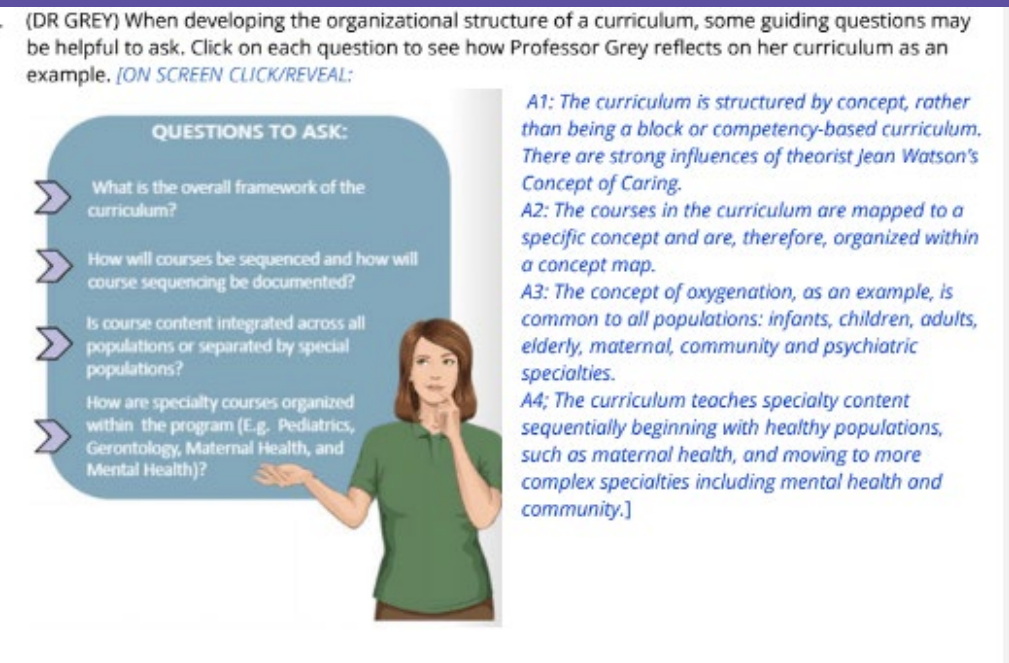 (DR GREY) When developing the organizational structure of a curriculum, some guiding questions may
be helpful to ask. Click on each question to see how Professor Grey reflects on her curriculum as an
example. [ON SCREEN CLICK/REVEAL:
QUESTIONS TO ASK:
What is the overall framework of the
curriculum?
How will courses be sequenced and how will
course sequencing be documented?
Is course content integrated across all
populations or separated by special
populations?
How are specialty courses organized
within the program (E.g. Pediatrics,
Gerontology, Maternal Health, and
Mental Health)?
A1: The curriculum is structured by concept, rather
than being a block or competency-based curriculum.
There are strong influences of theorist Jean Watson's
Concept of Caring.
A2: The courses in the curriculum are mapped to a
specific concept and are, therefore, organized within
a concept map.
A3: The concept of oxygenation, as an example, is
common to all populations: infants, children, adults,
elderly, maternal, community and psychiatric
specialties.
A4; The curriculum teaches specialty content
sequentially beginning with healthy populations,
such as maternal health, and moving to more
complex specialties including mental health and
community.]